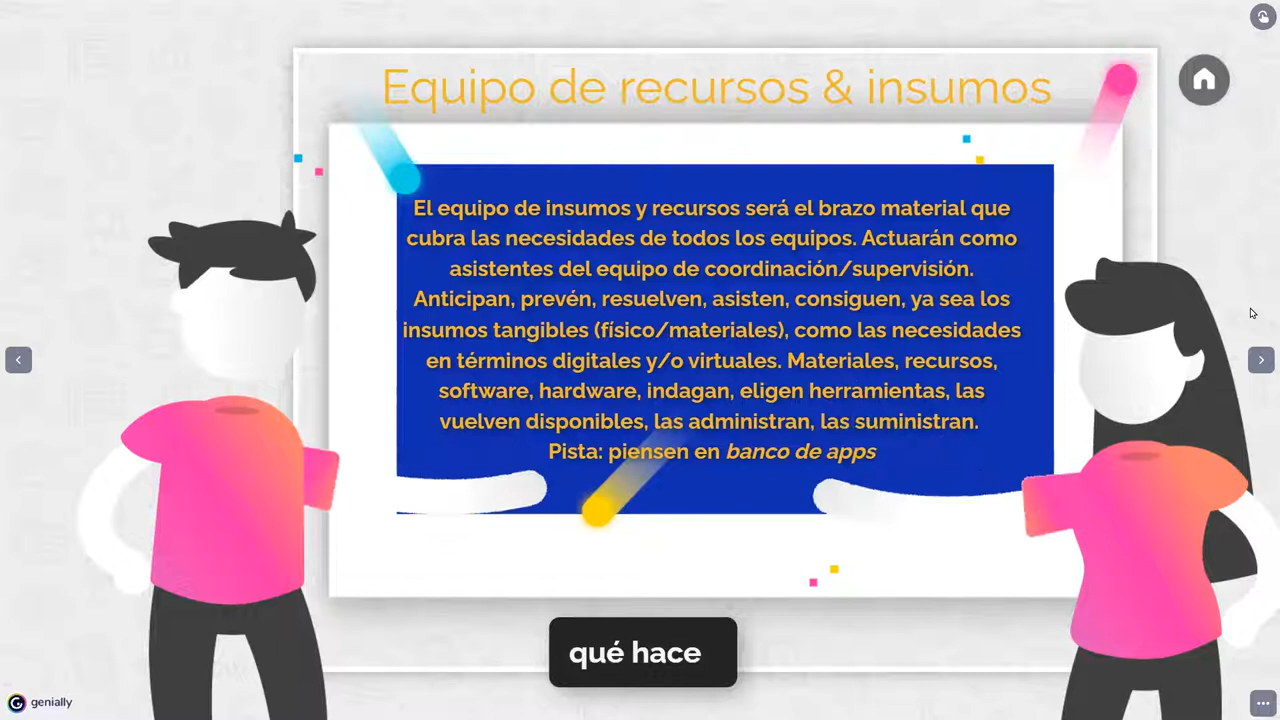 Equipo de recursos & insumos
El equipo de insumos y recursos será el brazo material que
cubra las necesidades de todos los equipos. Actuarán como
asistentes del equipo de coordinación/supervisión.
Anticipan, prevén, resuelven, asisten, consiguen, ya sea los
insumos tangibles (físico/materiales), como las necesidades
en términos digitales y/o virtuales. Materiales, recursos,
software, hardware, indagan, eligen herramientas, las
vuelven disponibles, las administran, las suministran.
Pista: piensen en banco de apps
qué hace
genially